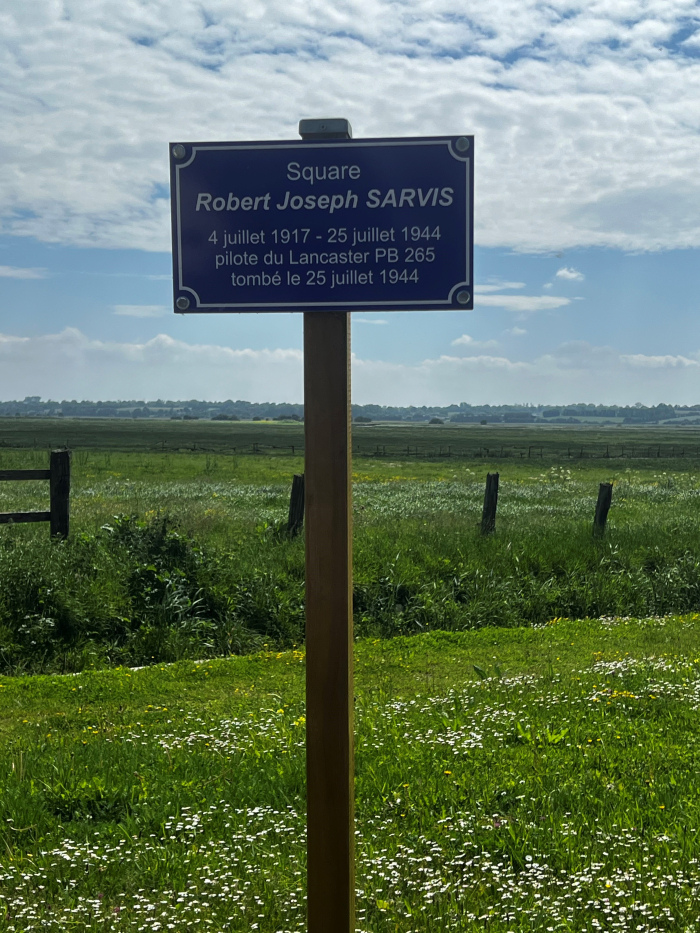 Square
Robert Joseph SARVIS
4 juillet 1917 - 25 juillet 1944
pilote du Lancaster PB 265
tombé le 25 juillet 1944